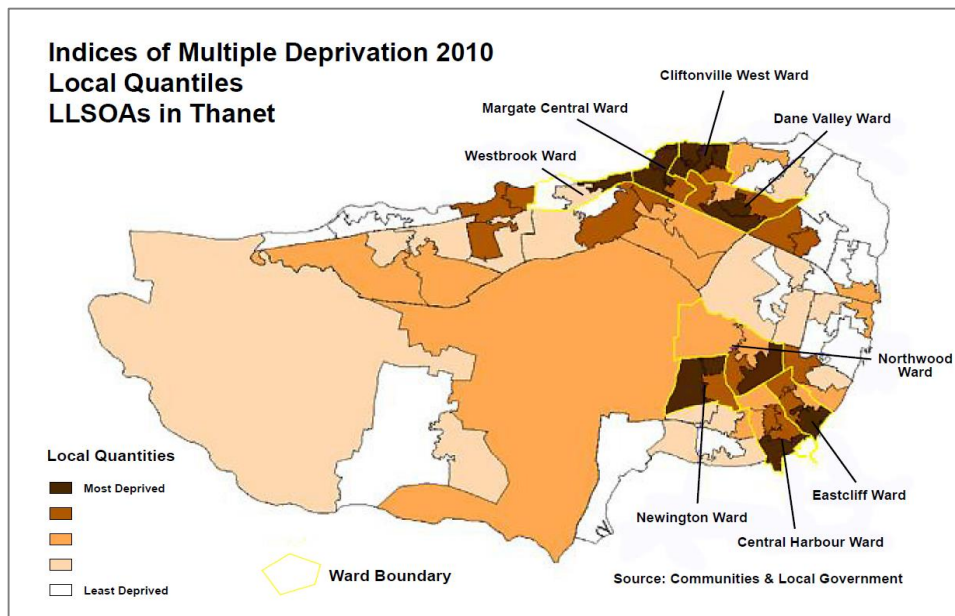 Indices of Multiple Deprivation 2010
Local Quantiles
LLSOAs in Thanet
Cliftonville West Ward
Margate Central Ward
Dane Valley Ward
Westbrook Ward
Northwood
Ward
Local Quantities
Most Deprived
Least Deprived
Ward Boundary
Eastcliff Ward
Newington Ward
Central Harbour Ward
Source: Communities & Local Government